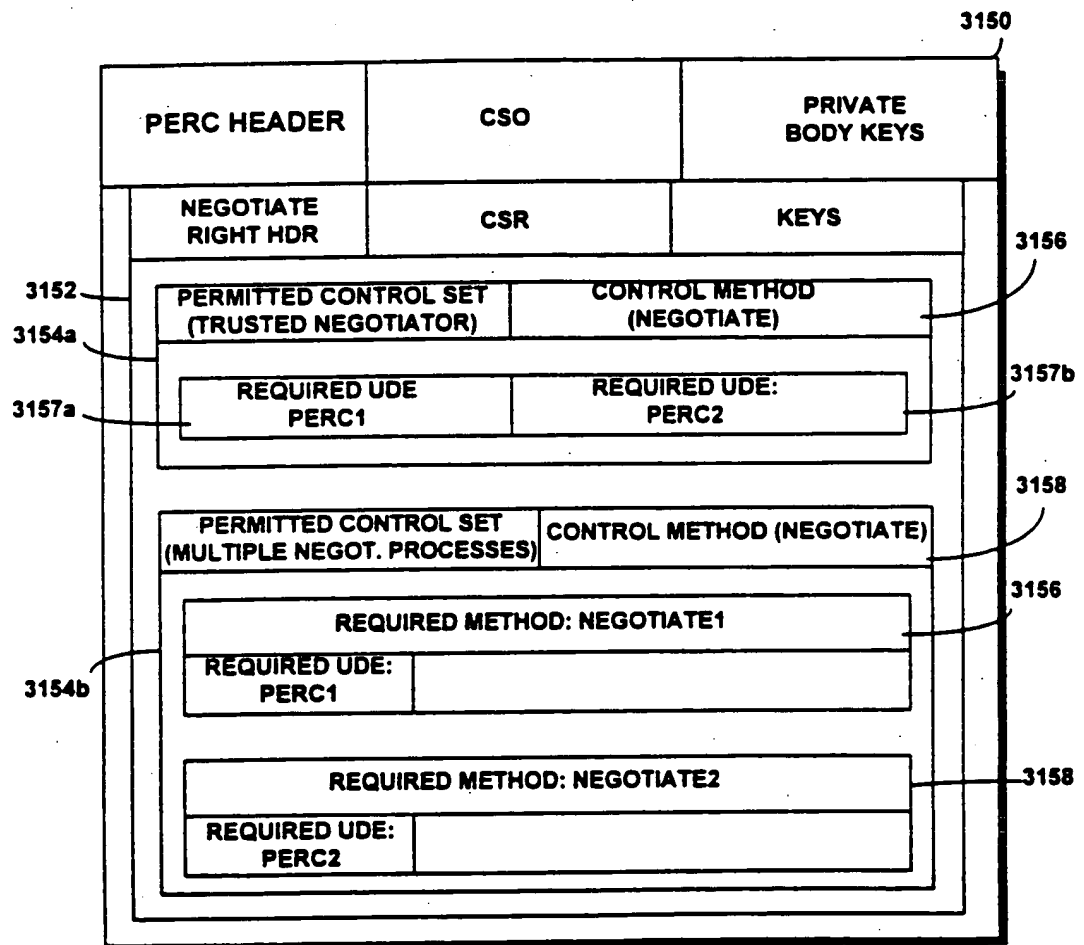 3150
PERC HEADER
CSO
PRIVATE
BODY KEYS
NEGOTIATE
RIGHT HDR
CSR
KEYS
3156
3152
PERMITTED CONTROL SET
(TRUSTED NEGOTIATOR)
CONTROL METHOD
(NEGOTIATE)
3154a
REQUIRED UDE
PERC1
REQUIRED UDE:
PERC2
3157b
3157a
3158
PERMITTED CONTROL SET
(MULTIPLE NEGOT. PROCESSES)
CONTROL METHOD (NEGOTIATE)
3156
REQUIRED METHOD: NEGOTIATE1
REQUIRED UDE:
PERC1
3154b
REQUIRED METHOD: NEGOTIATE2
3158
REQUIRED UDE:
PERC2